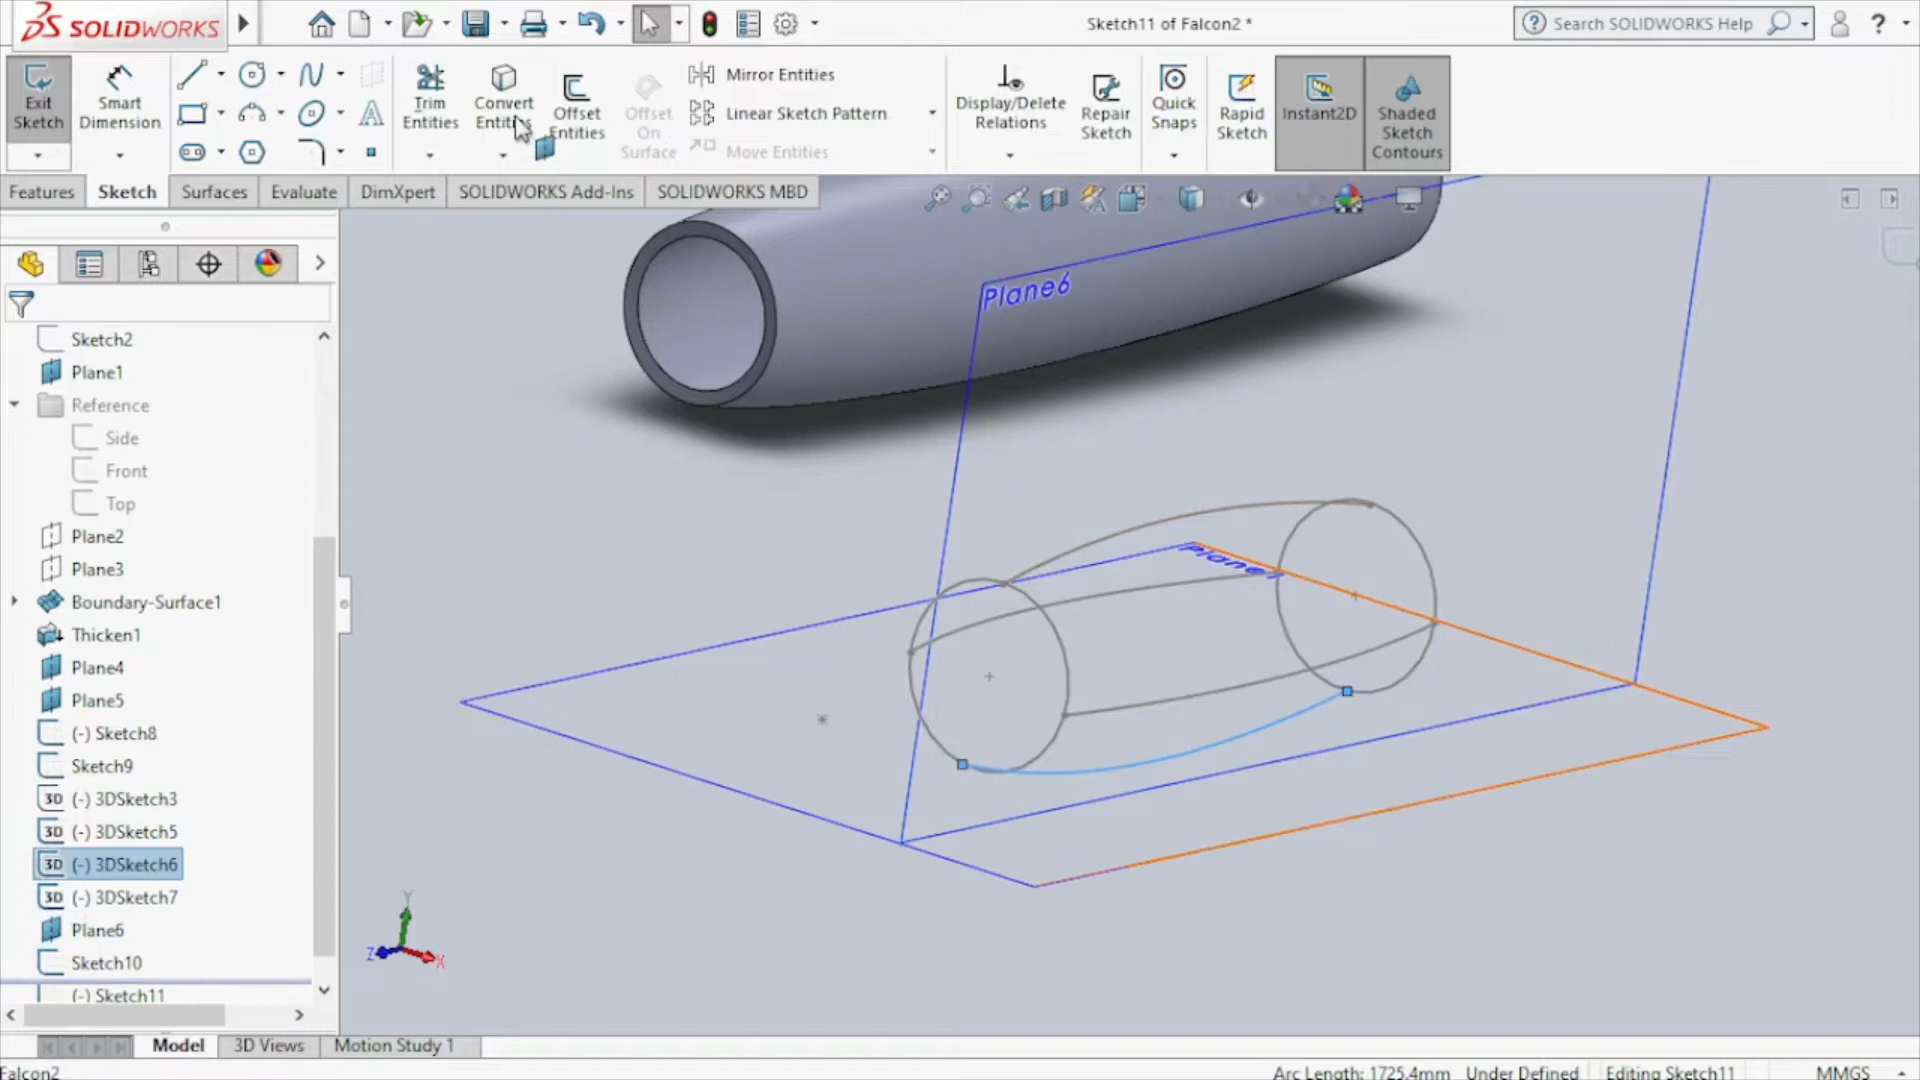 SOLIDWORKS
Sketch11 of Falcon2 *
Search SOLIDWORKS Help
?
Exit Sketch
Smart Dimension
Trim Entities
Convert Entities
Offset Entities
Offset On Surface
Mirror Entities
Linear Sketch Pattern
Move Entities
Display/Delete Relations
Repair Sketch
Quick Snaps
Rapid Sketch
Instant2D
Shaded Sketch Contours
Features
Sketch
Surfaces
Evaluate
DimXpert
SOLIDWORKS Add-Ins
SOLIDWORKS MBD
Sketch2
Plane1
Reference
Side
Front
Top
Plane2
Plane3
Boundary-Surface1
Thicken1
Plane4
Plane5
(-) Sketch8
Sketch9
3D (-) 3DSketch3
3D (-) 3DSketch5
3D (-) 3DSketch6
3D (-) 3DSketch7
Plane6
Sketch10
(-) Sketch11
Plane6
Y
Z
X
Model
3D Views
Motion Study 1
Falcon2
Arc Length: 1725.4mm
Under Defined
Editing Sketch11
MMGS